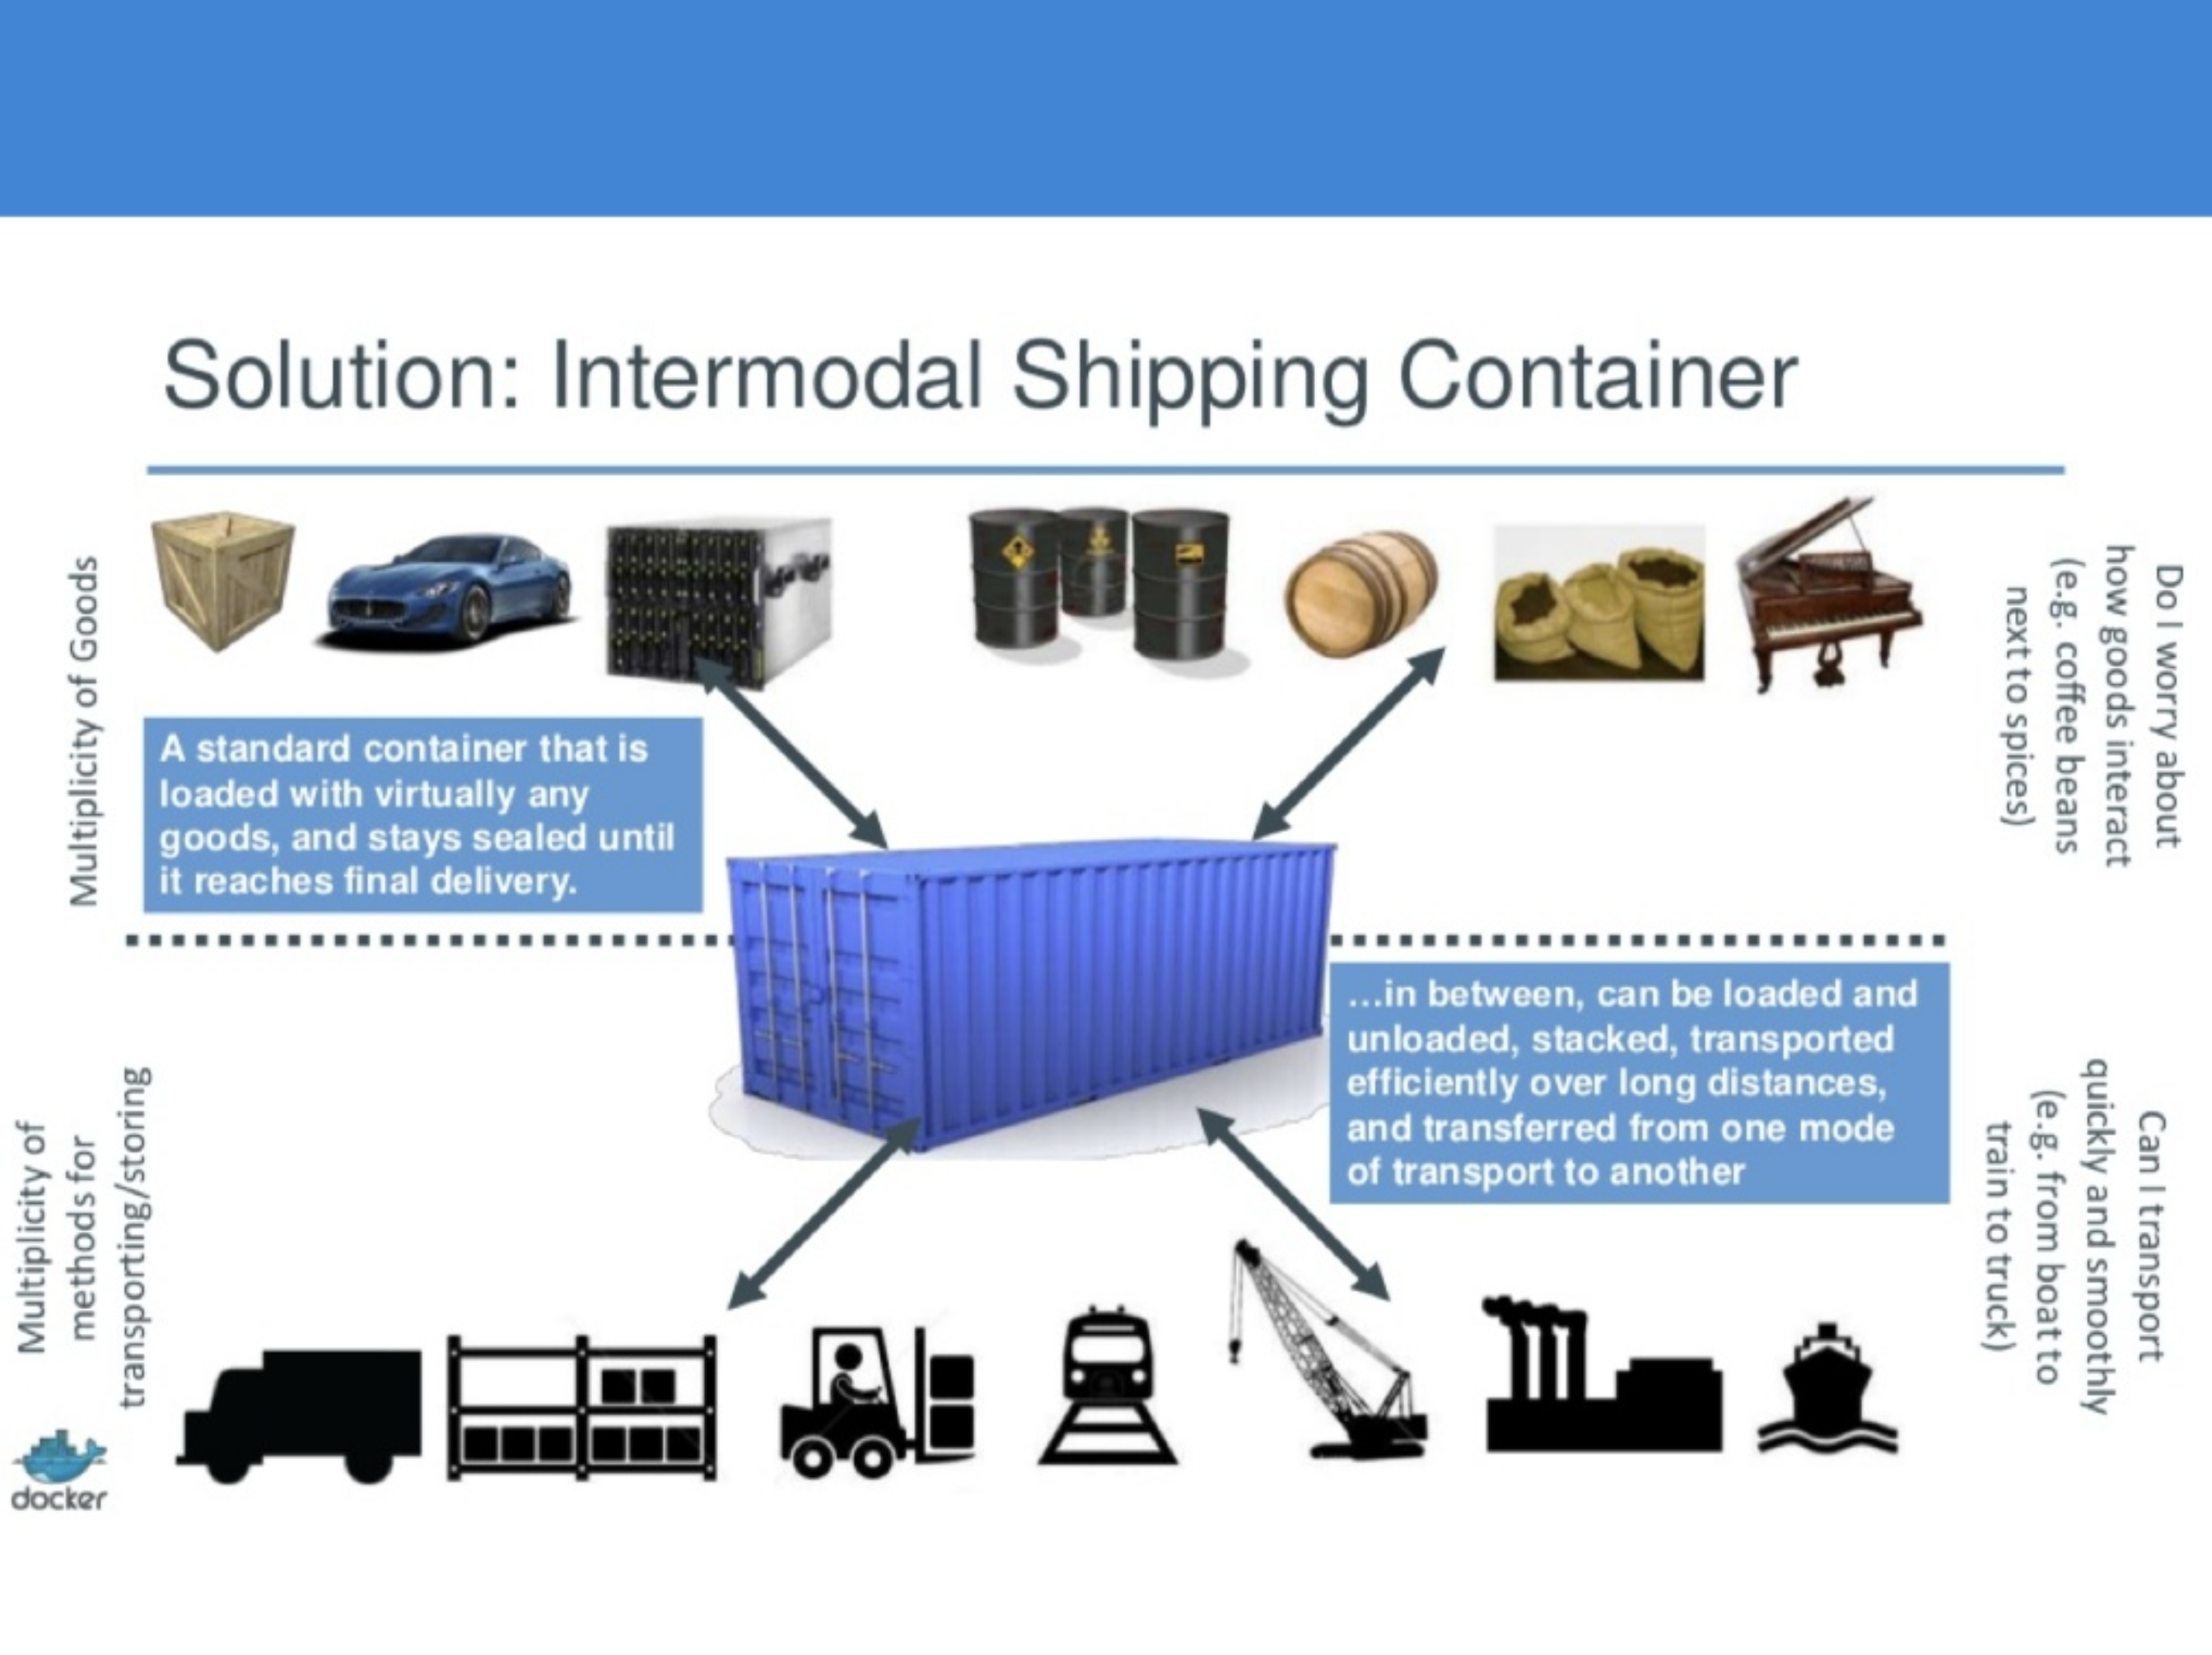 Solution: Intermodal Shipping Container
Multiplicity of Goods
Do I worry about
how goods interact
(e.g. coffee beans
next to spices)
A standard container that is
loaded with virtually any
goods, and stays sealed until
it reaches final delivery.
...in between, can be loaded and
unloaded, stacked, transported
efficiently over long distances,
and transferred from one mode
of transport to another
Multiplicity of
methods for
transporting/storing
Can I transport
quickly and smoothly
(e.g. from boat to
train to truck)
docker